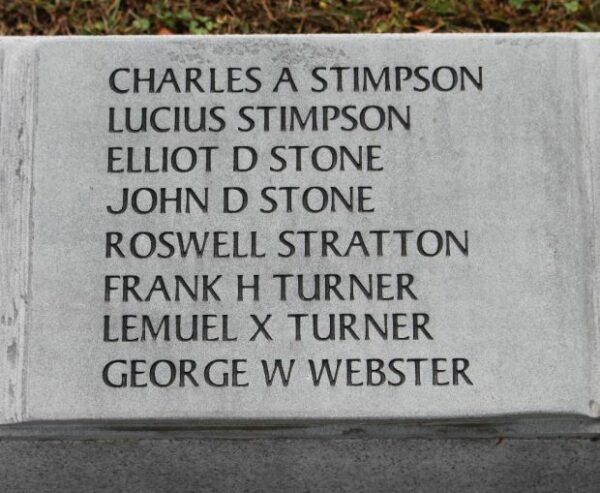 CHARLES A STIMPSON
LUCIUS STIMPSON
ELLIOT D STONE
JOHN D STONE
ROSWELL STRATTON
FRANK H TURNER
LEMUEL X TURNER
GEORGE W WEBSTER